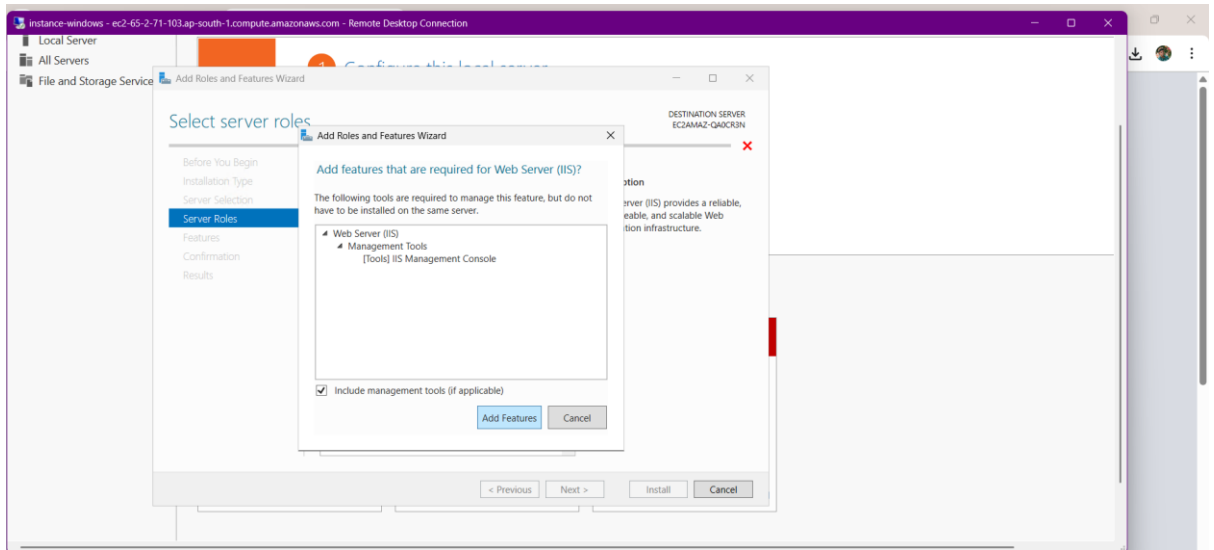 instance-windows - ec2-65-2-71-103.ap-south-1.compute.amazonaws.com - Remote Desktop Connection
Local Server
All Servers
File and Storage Service
1 Configure this local server
Add Roles and Features Wizard
Select server roles
DESTINATION SERVER
EC2AMAZ-QA0CR3N
Before You Begin
Installation Type
Server Selection
Server Roles
Features
Confirmation
Results
Add Roles and Features Wizard
Add features that are required for Web Server (IIS)?
The following tools are required to manage this feature, but do not
have to be installed on the same server.
Web Server (IIS)
Management Tools
[Tools] IIS Management Console
Include management tools (if applicable)
Add Features
Cancel
ption
erver (IIS) provides a reliable,
eable, and scalable Web
tion infrastructure.
< Previous
Next >
Install
Cancel